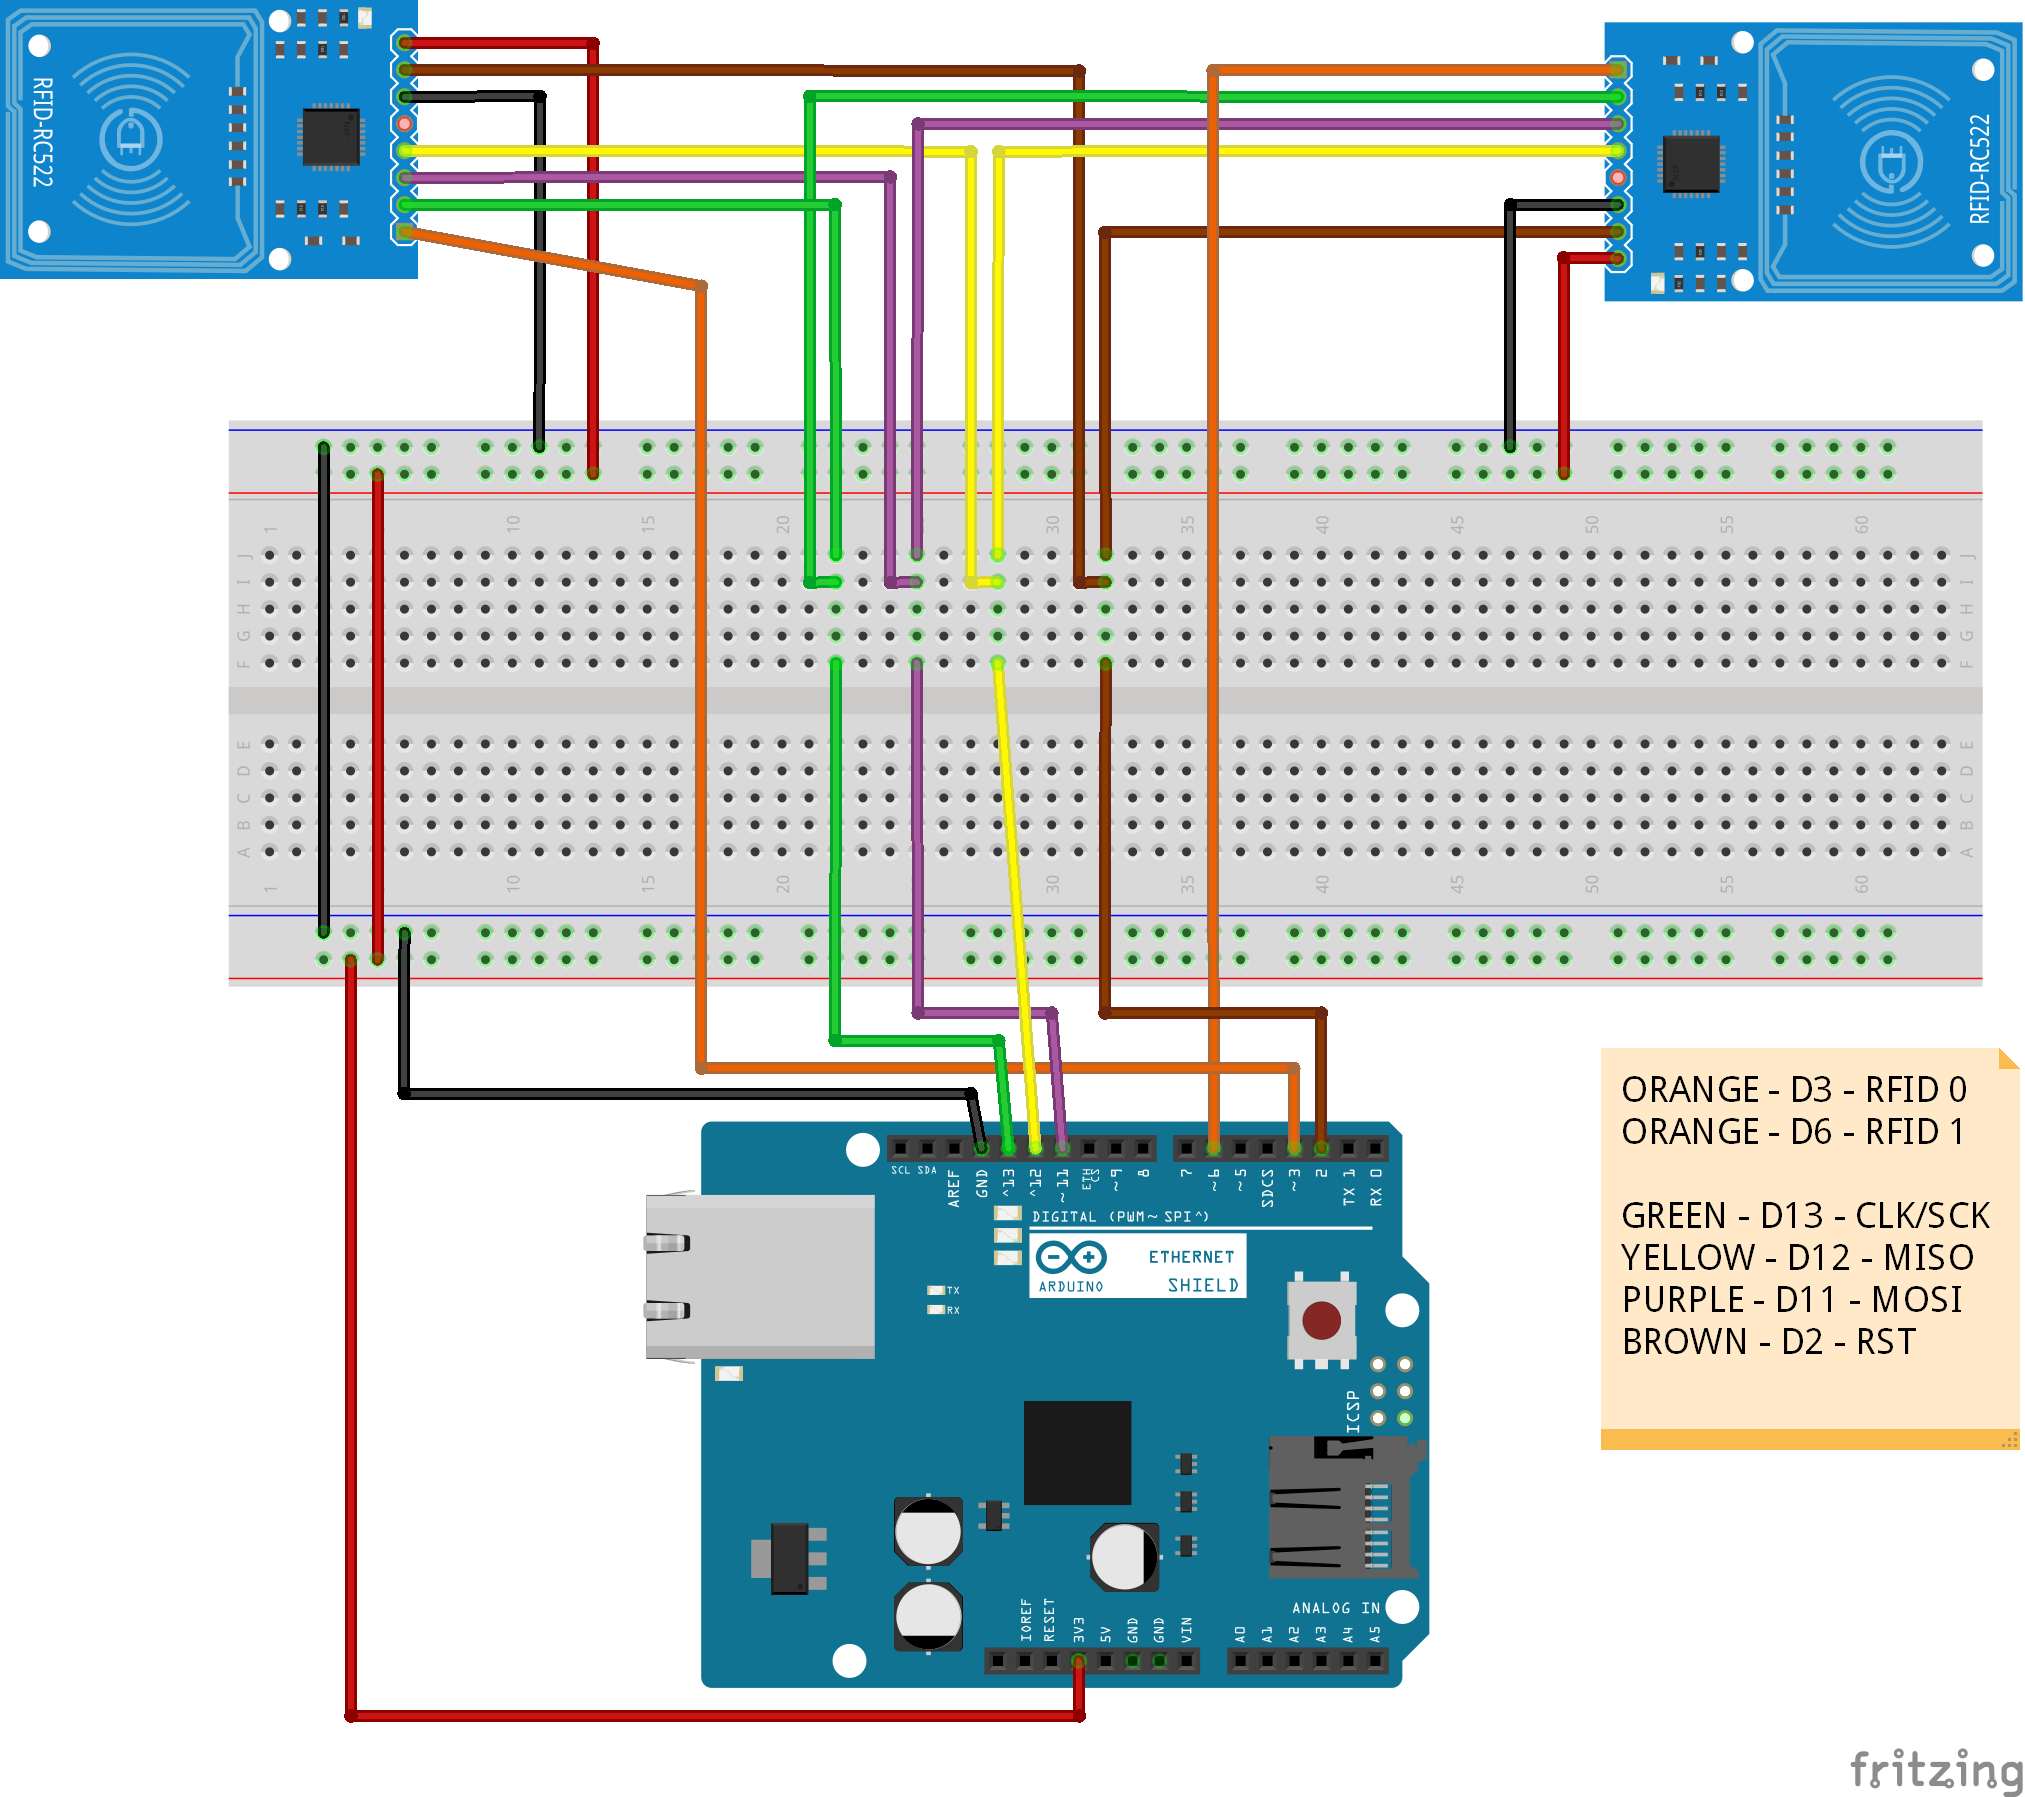 RFID-RC522
RFID-RC522
1 10 15 20 30 35 40 45 50 55 60
J J
I I
H H
G G
F F
E E
D D
C C
B B
A A
1 10 15 20 30 35 40 45 50 55 60
ORANGE - D3 - RFID 0
ORANGE - D6 - RFID 1
GREEN - D13 - CLK/SCK
YELLOW - D12 - MISO
PURPLE - D11 - MOSI
BROWN - D2 - RST
SCL SDA AREF GND ^13 ^12 ~11 ETH CS ~9 8 7 ~6 ~5 SDCS ~3 2 TX 1 RX 0
DIGITAL (PWM~ SPI^)
ETHERNET
ARDUINO SHIELD
TX
RX
ICSP
ANALOG IN
IOREF RESET 3V3 5V GND GND VIN A0 A1 A2 A3 A4 A5
fritzing